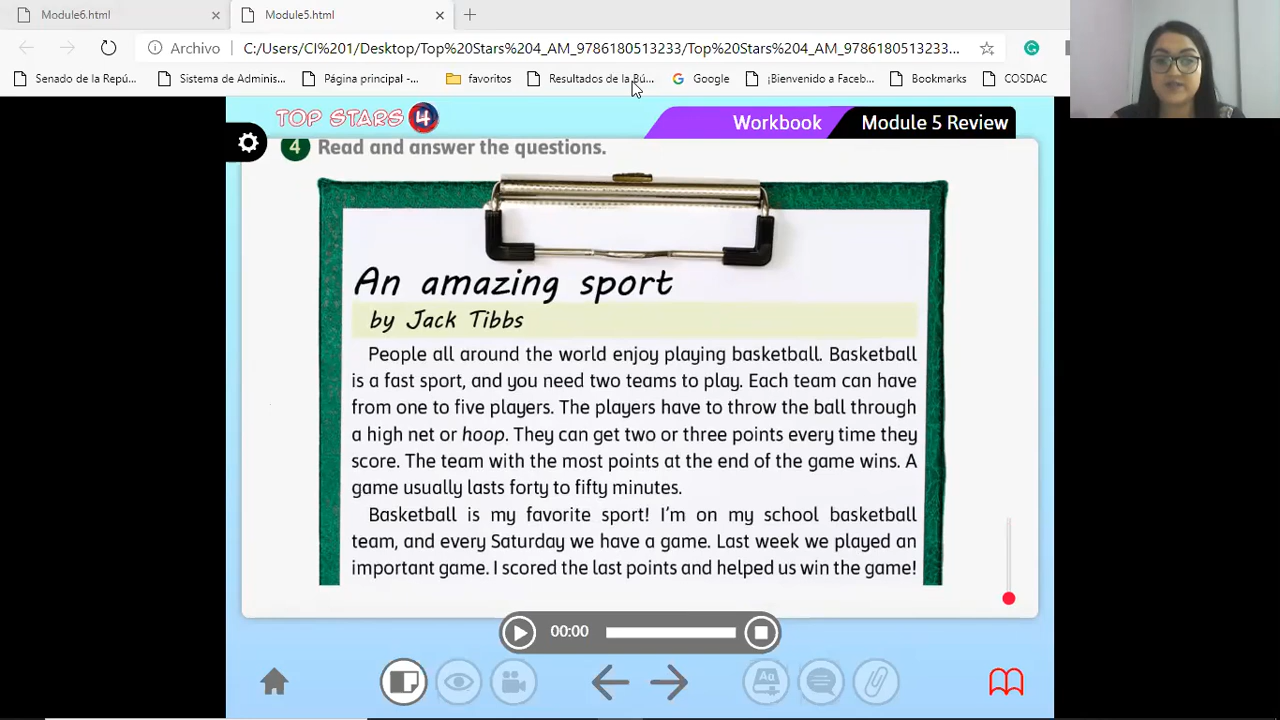 Module6.html
Module5.html
Archivo C:/Users/CI%201/Desktop/Top%20Stars%204_AM_9786180513233/Top%20Stars%204_AM_9786180513233...
Senado de la Repú... Sistema de Adminis... Página principal -... favoritos Resultados de la Bú... Google ¡Bienvenido a Faceb... Bookmarks COSDAC
TOP STARS 4
Workbook Module 5 Review
4 Read and answer the questions.
An amazing sport
by Jack Tibbs
People all around the world enjoy playing basketball. Basketball
is a fast sport, and you need two teams to play. Each team can have
from one to five players. The players have to throw the ball through
a high net or hoop. They can get two or three points every time they
score. The team with the most points at the end of the game wins. A
game usually lasts forty to fifty minutes.
Basketball is my favorite sport! I'm on my school basketball
team, and every Saturday we have a game. Last week we played an
important game. I scored the last points and helped us win the game!
00:00
Aa